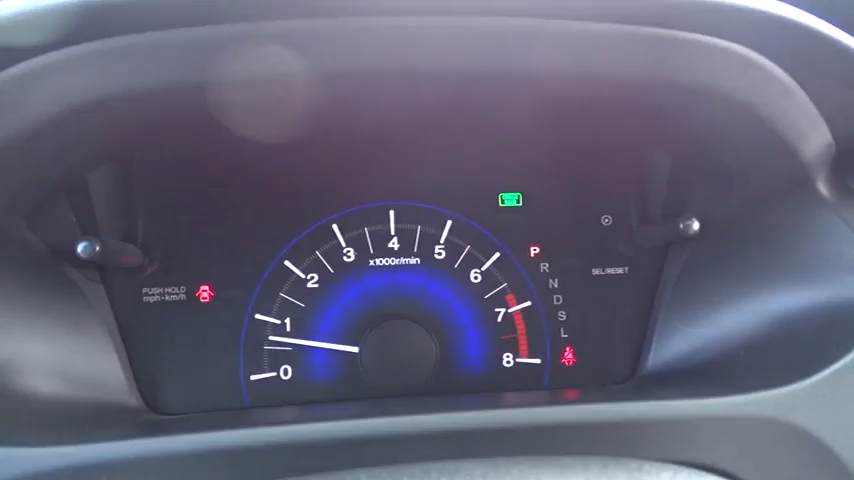 PUSH HOLD
mph-km/h
0
1
2
3
4
5
6
7
8
x1000r/min
P
R
N
D
S
L
SEL/RESET